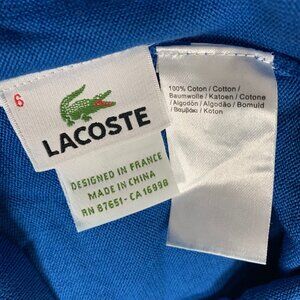 6
LACOSTE
DESIGNED IN FRANCE
MADE IN CHINA
RN 87651 - CA 16998
100% Coton / Cotton /
Baumwolle / Katoen / Cotone
/ Algodón / Algodão / Bomuld
/ Βαμβάκι / Koton